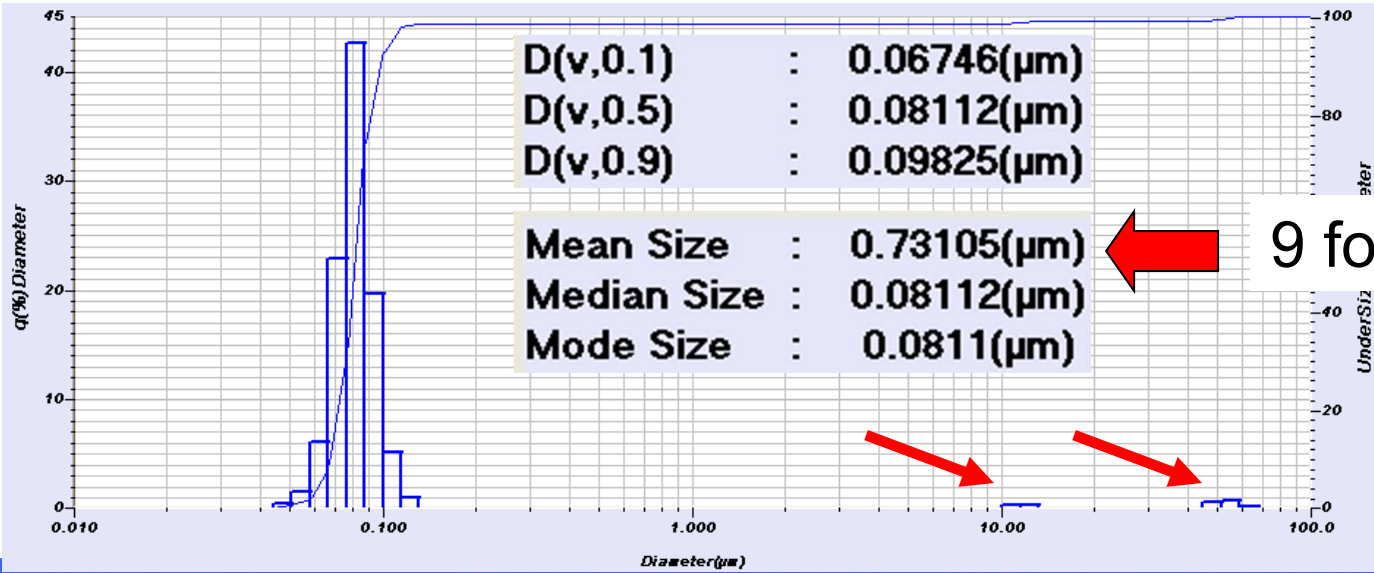 45
40
30
20
10
0
q(%) Diameter
D(v,0.1) : 0.06746(µm)
D(v,0.5) : 0.08112(µm)
D(v,0.9) : 0.09825(µm)
Mean Size : 0.73105(µm)
Median Size : 0.08112(µm)
Mode Size : 0.0811(µm)
9
100
80
40
20
0
0.010 0.100 1.000 10.00 100.0
Diameter(µm)